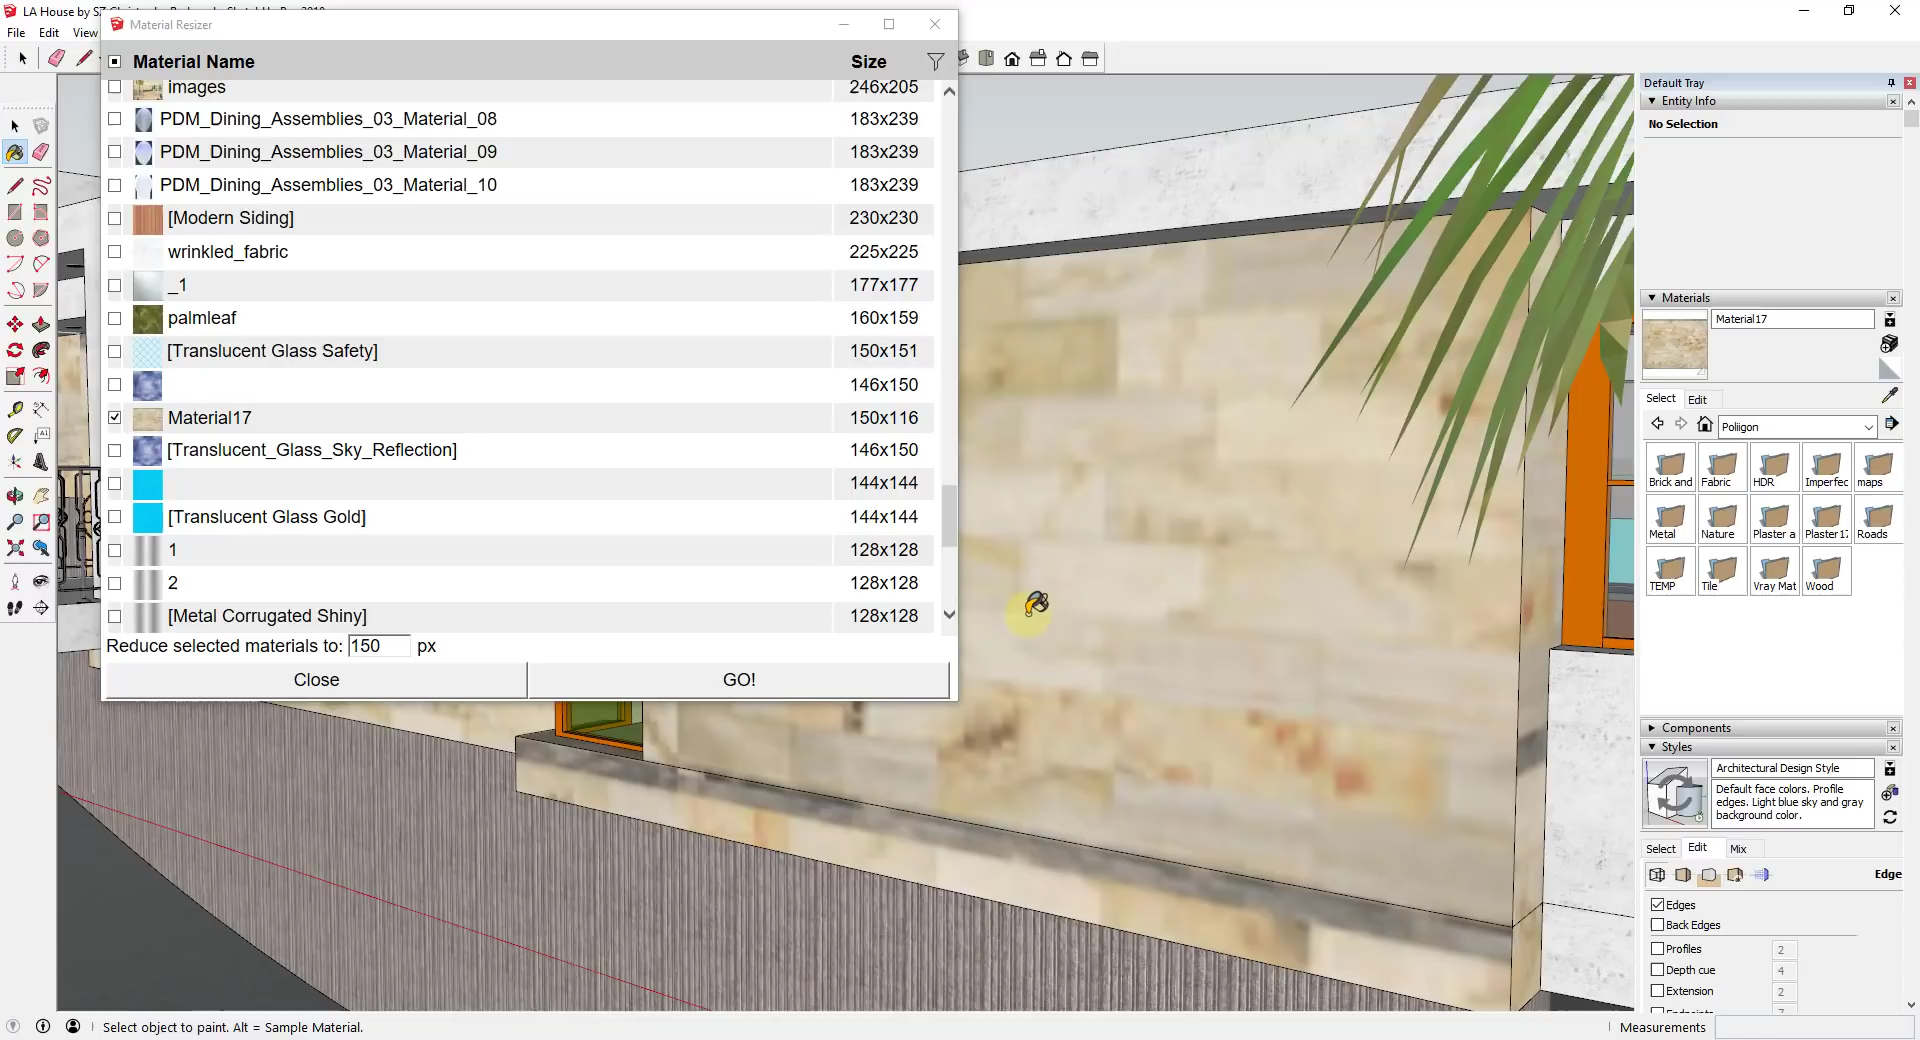 LA House by
File Edit View
Material Resizer
Material Name Size
images 246x205
PDM_Dining_Assemblies_03_Material_08 183x239
PDM_Dining_Assemblies_03_Material_09 183x239
PDM_Dining_Assemblies_03_Material_10 183x239
[Modern Siding] 230x230
wrinkled_fabric 225x225
_1 177x177
palmleaf 160x159
[Translucent Glass Safety] 150x151
146x150
Material17 150x116
[Translucent_Glass_Sky_Reflection] 146x150
144x144
[Translucent Glass Gold] 144x144
1 128x128
2 128x128
[Metal Corrugated Shiny] 128x128
Reduce selected materials to: 150 px
Close GO!
Default Tray
Entity Info
No Selection
Materials
Material17
Select Edit
Poliigon
Brick and Fabric HDR Imperfec maps
Metal Nature Plaster a Plaster17 Roads
TEMP Tile Vray Mat Wood
Components
Styles
Architectural Design Style
Default face colors. Profile
edges. Light blue sky and gray
background color.
Select Edit Mix
Edge
Edges
Back Edges
Profiles 2
Depth cue 4
Extension 2
Select object to paint. Alt = Sample Material.
Measurements